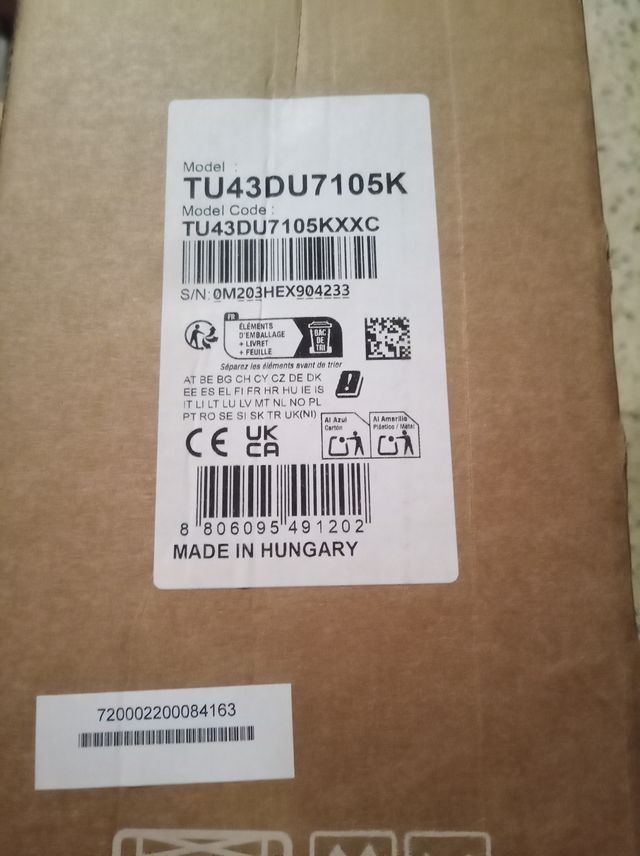 Model :
TU43DU7105K
Model Code :
TU43DU7105KXXC
S/N: 0M203HEX904233
FR
ÉLÉMENTS
D'EMBALLAGE
+ LIVRET
+ FEUILLE
BAC
DE
TRI
Séparez les éléments avant de trier
AT BE BG CH CY CZ DE DK
EE ES EL FI FR HR HU IE IS
IT LI LT LU LV MT NL NO PL
PT RO SE SI SK TR UK(NI)
Al Azul
Cartón
Al Amarillo
Plástico / Metal
CE
UK
CA
8 806095 491202
MADE IN HUNGARY
720002200084163